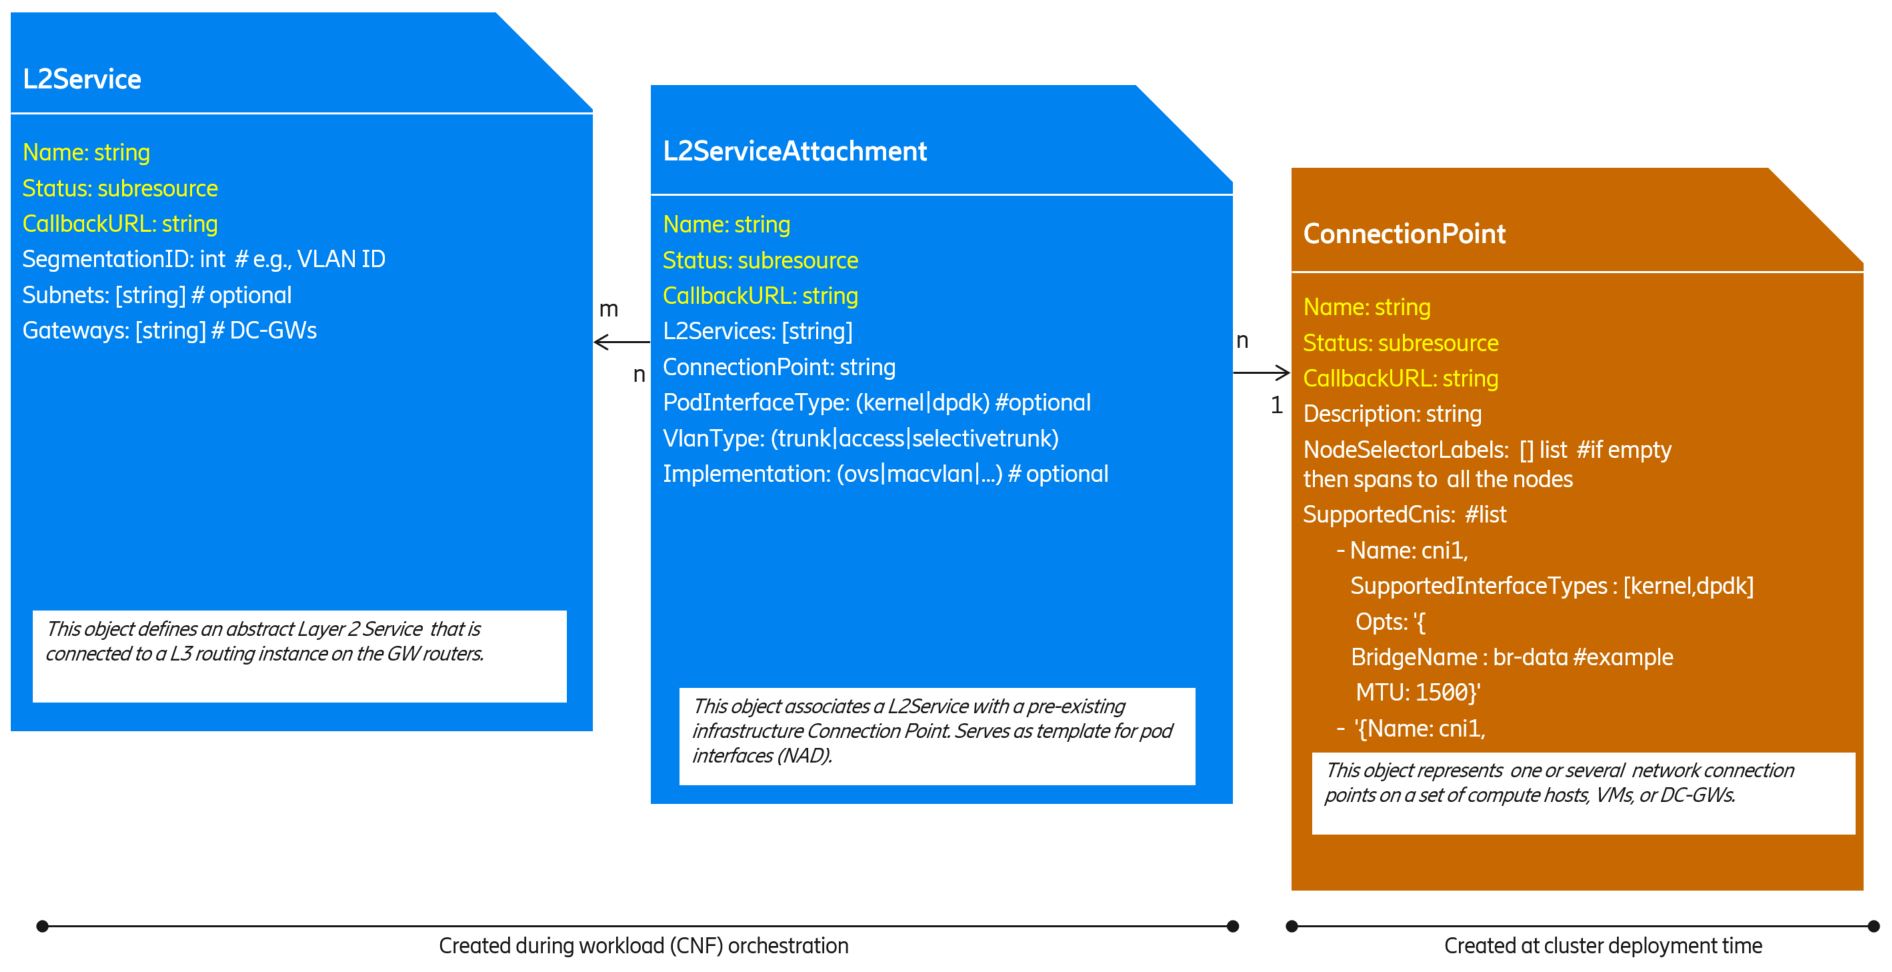 L2Service
Name: string
Status: subresource
CallbackURL: string
SegmentationID: int # e.g., VLAN ID
Subnets: [string] # optional
Gateways: [string] # DC-GWs
This object defines an abstract Layer 2 Service that is
connected to a L3 routing instance on the GW routers.
m
n
L2ServiceAttachment
Name: string
Status: subresource
CallbackURL: string
L2Services: [string]
ConnectionPoint: string
PodInterfaceType: (kernel|dpdk) #optional
VlanType: (trunk|access|selectivetrunk)
Implementation: (ovs|macvlan|...) # optional
This object associates a L2Service with a pre-existing
infrastructure Connection Point. Serves as template for pod
interfaces (NAD).
n
1
ConnectionPoint
Name: string
Status: subresource
CallbackURL: string
Description: string
NodeSelectorLabels: [] list #if empty
then spans to all the nodes
SupportedCnis: #list
- Name: cni1,
SupportedInterfaceTypes : [kernel,dpdk]
Opts: '{
BridgeName : br-data #example
MTU: 1500}'
- '{Name: cni1,
This object represents one or several network connection
points on a set of compute hosts, VMs, or DC-GWs.
Created during workload (CNF) orchestration
Created at cluster deployment time